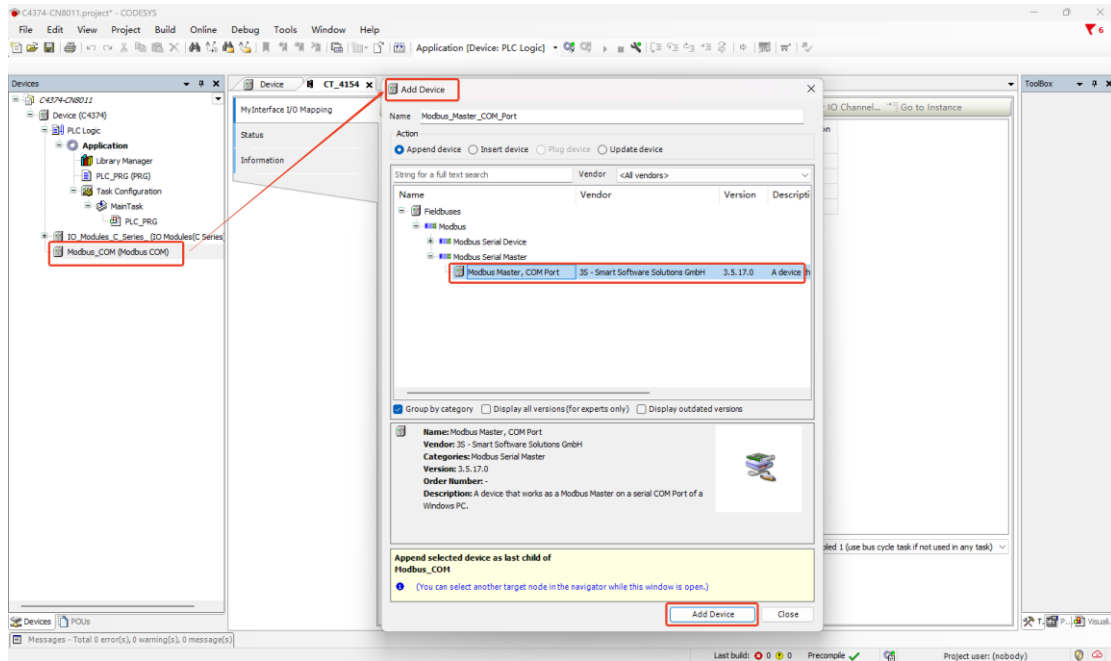 C4374-CN8011.project* - CODESYS
File Edit View Project Build Online Debug Tools Window Help
6
Application [Device: PLC Logic]
Devices
C4374-CN8011
Device (C4374)
PLC Logic
Application
Library Manager
PLC_PRG (PRG)
Task Configuration
MainTask
PLC_PRG
IO_Modules_C_Series_ (IO Modules(C Series)
Modbus_COM (Modbus COM)
Devices POUs
Device CT_4154
MyInterface I/O Mapping
Status
Information
Add Device
Name Modbus_Master_COM_Port
Action
Append device Insert device Plug device Update device
String for a full text search Vendor <All vendors>
Name Vendor Version Descripti
Fieldbuses
Modbus
Modbus Serial Device
Modbus Serial Master
Modbus Master, COM Port 3S - Smart Software Solutions GmbH 3.5.17.0 A device th
Group by category Display all versions (for experts only) Display outdated versions
Name: Modbus Master, COM Port
Vendor: 3S - Smart Software Solutions GmbH
Categories: Modbus Serial Master
Version: 3.5.17.0
Order Number: -
Description: A device that works as a Modbus Master on a serial COM Port of a
Windows PC.
Append selected device as last child of
Modbus_COM
(You can select another target node in the navigator while this window is open.)
Add Device Close
IO Channel... Go to Instance
on
bled 1 (use bus cycle task if not used in any task)
ToolBox
T. P... Visuali.
Messages - Total 0 error(s), 0 warning(s), 0 message(s)
Last build: 0 0 Precompile Project user: (nobody)